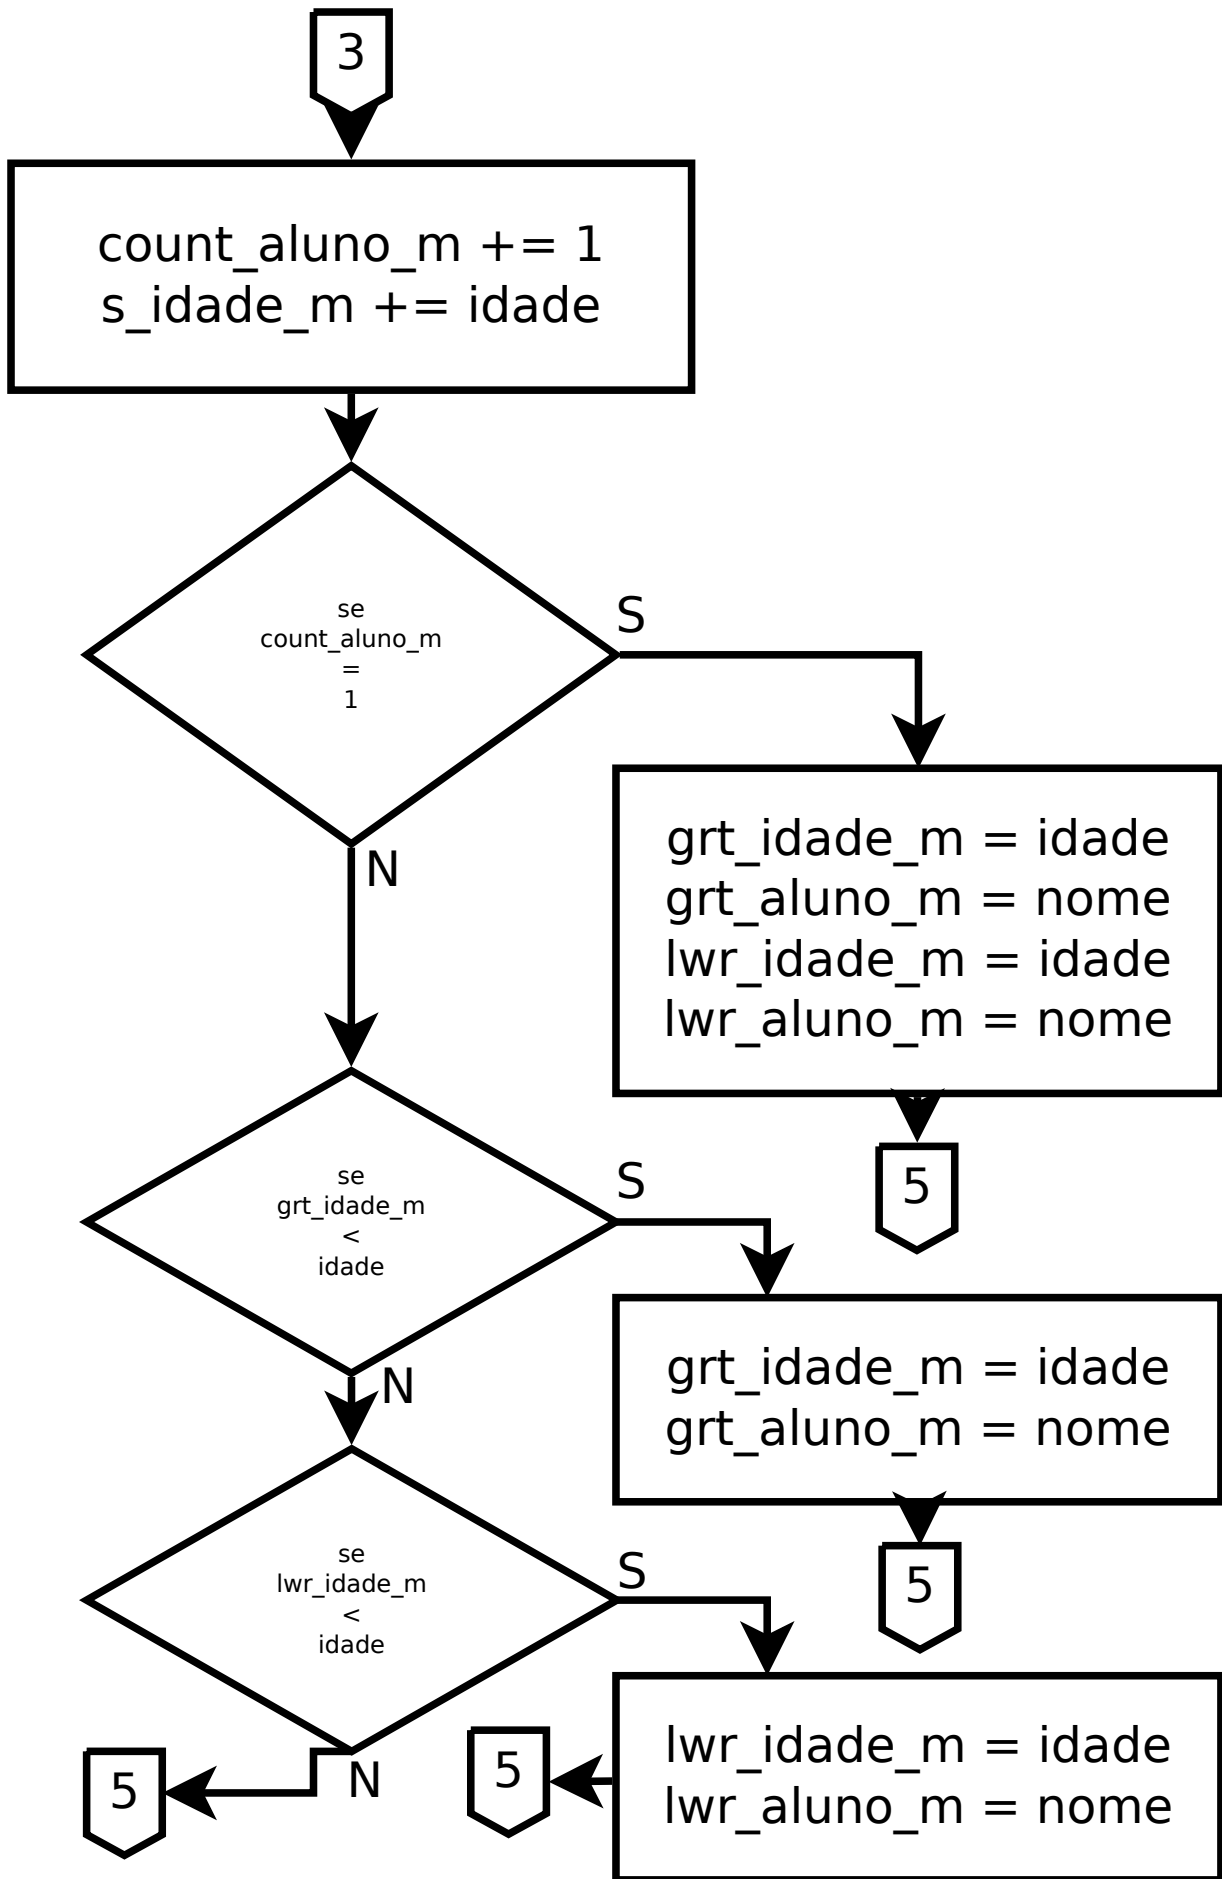 3
count_aluno_m += 1
s_idade_m += idade
se
count_aluno_m
=
1
S
N
grt_idade_m = idade
grt_aluno_m = nome
lwr_idade_m = idade
lwr_aluno_m = nome
5
se
grt_idade_m
<
idade
S
N
grt_idade_m = idade
grt_aluno_m = nome
5
se
lwr_idade_m
<
idade
S
N
5
5
lwr_idade_m = idade
lwr_aluno_m = nome